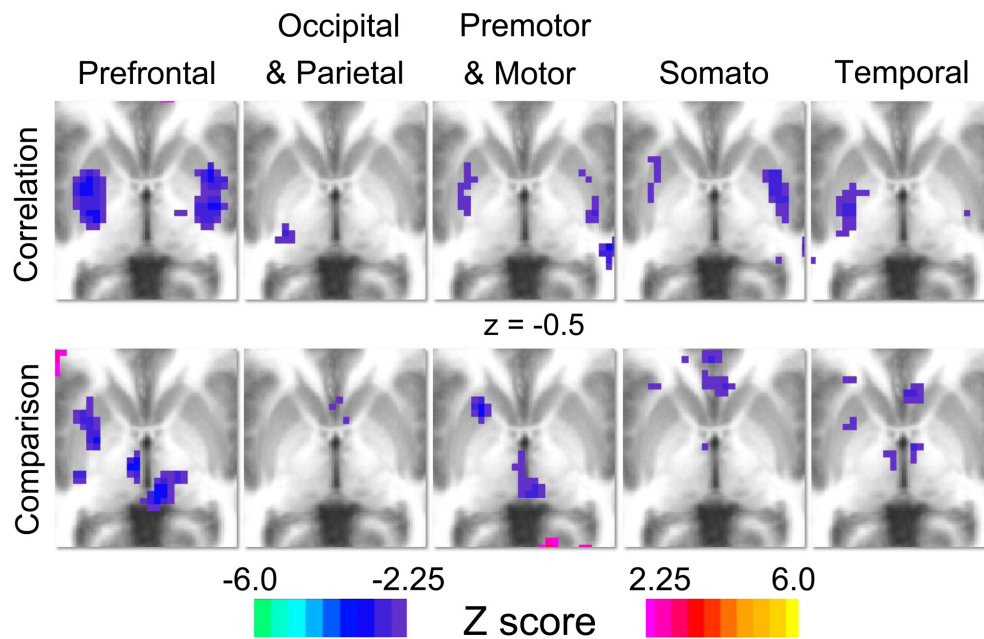 Occipital Premotor
Prefrontal & Parietal & Motor Somato Temporal
Correlation
z = -0.5
Comparison
-6.0 -2.25 2.25 6.0
Z score